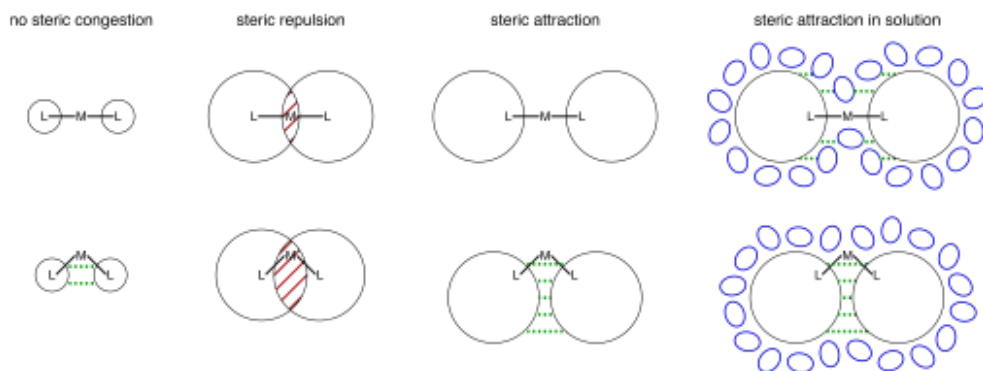 no steric congestion
steric repulsion
steric attraction
steric attraction in solution
L M L
L M L
L M L
L M L
M
L L
M
L L
M
L L
M
L L